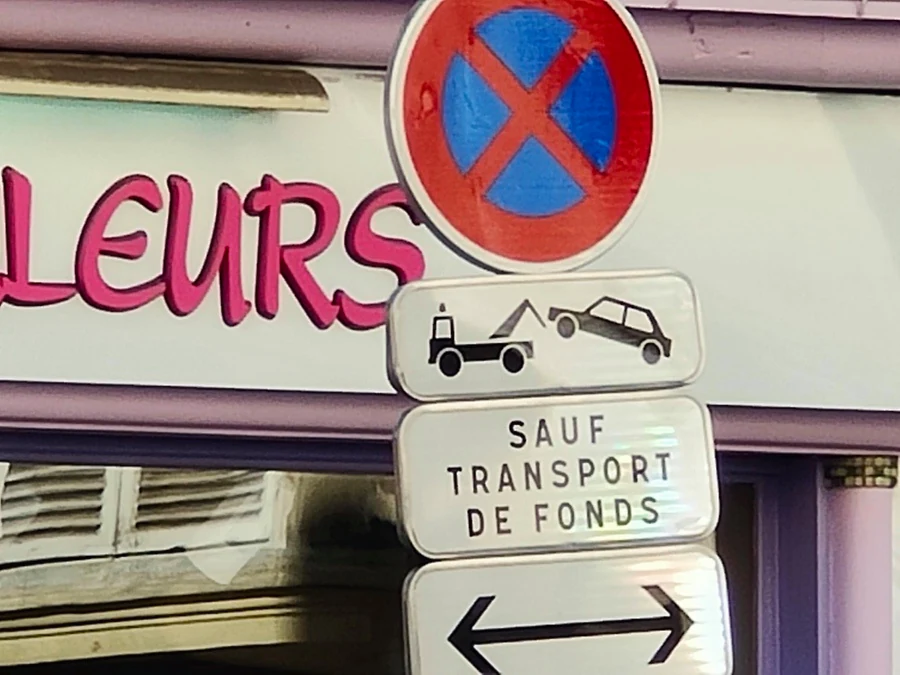 LEURS
SAUF
TRANSPORT
DE FONDS